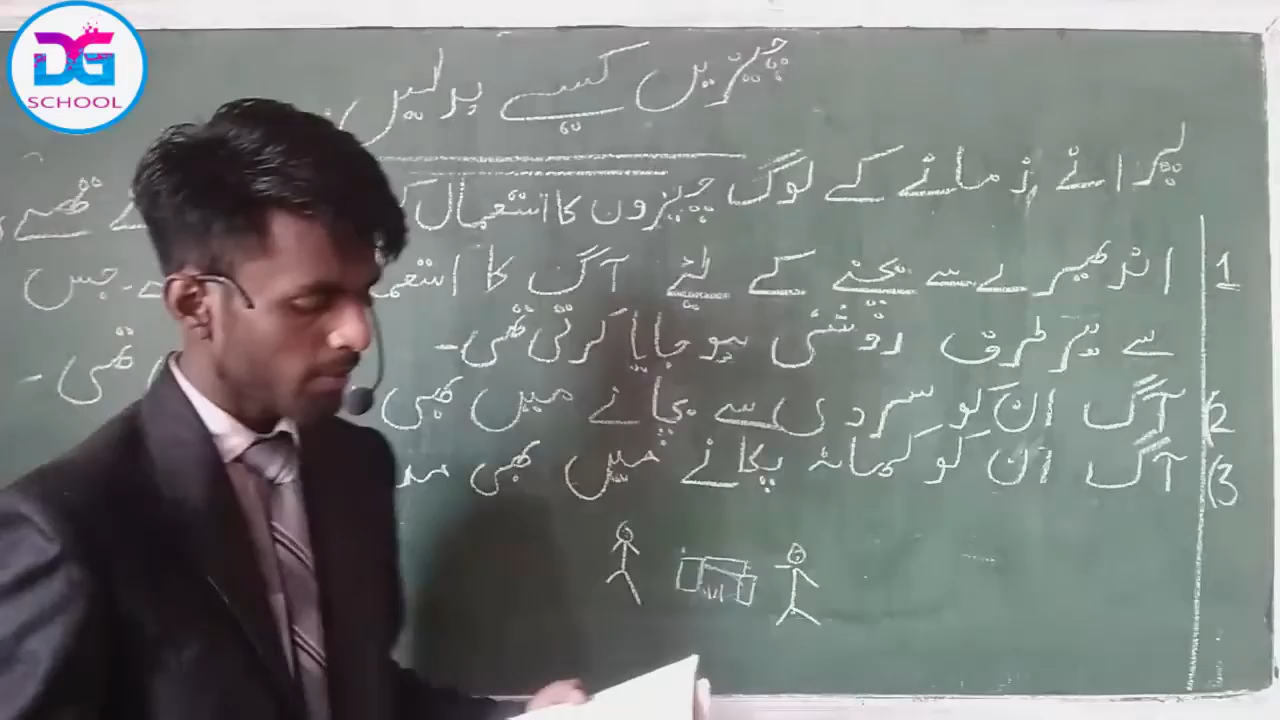 DG
SCHOOL
چیزیں کیسے بدلیں
پرانے زمانے کے لوگ چیزوں کا استعمال
1 اندھیرے سے بچنے کے لئے آگ کا جس
سے ہر طرف روشنی ہو جایا کرتی تھی۔
2) آگ ان کو سردی سے بچانے میں بھی تھی۔
3) آگ ان کو کھانہ پکانے میں بھی